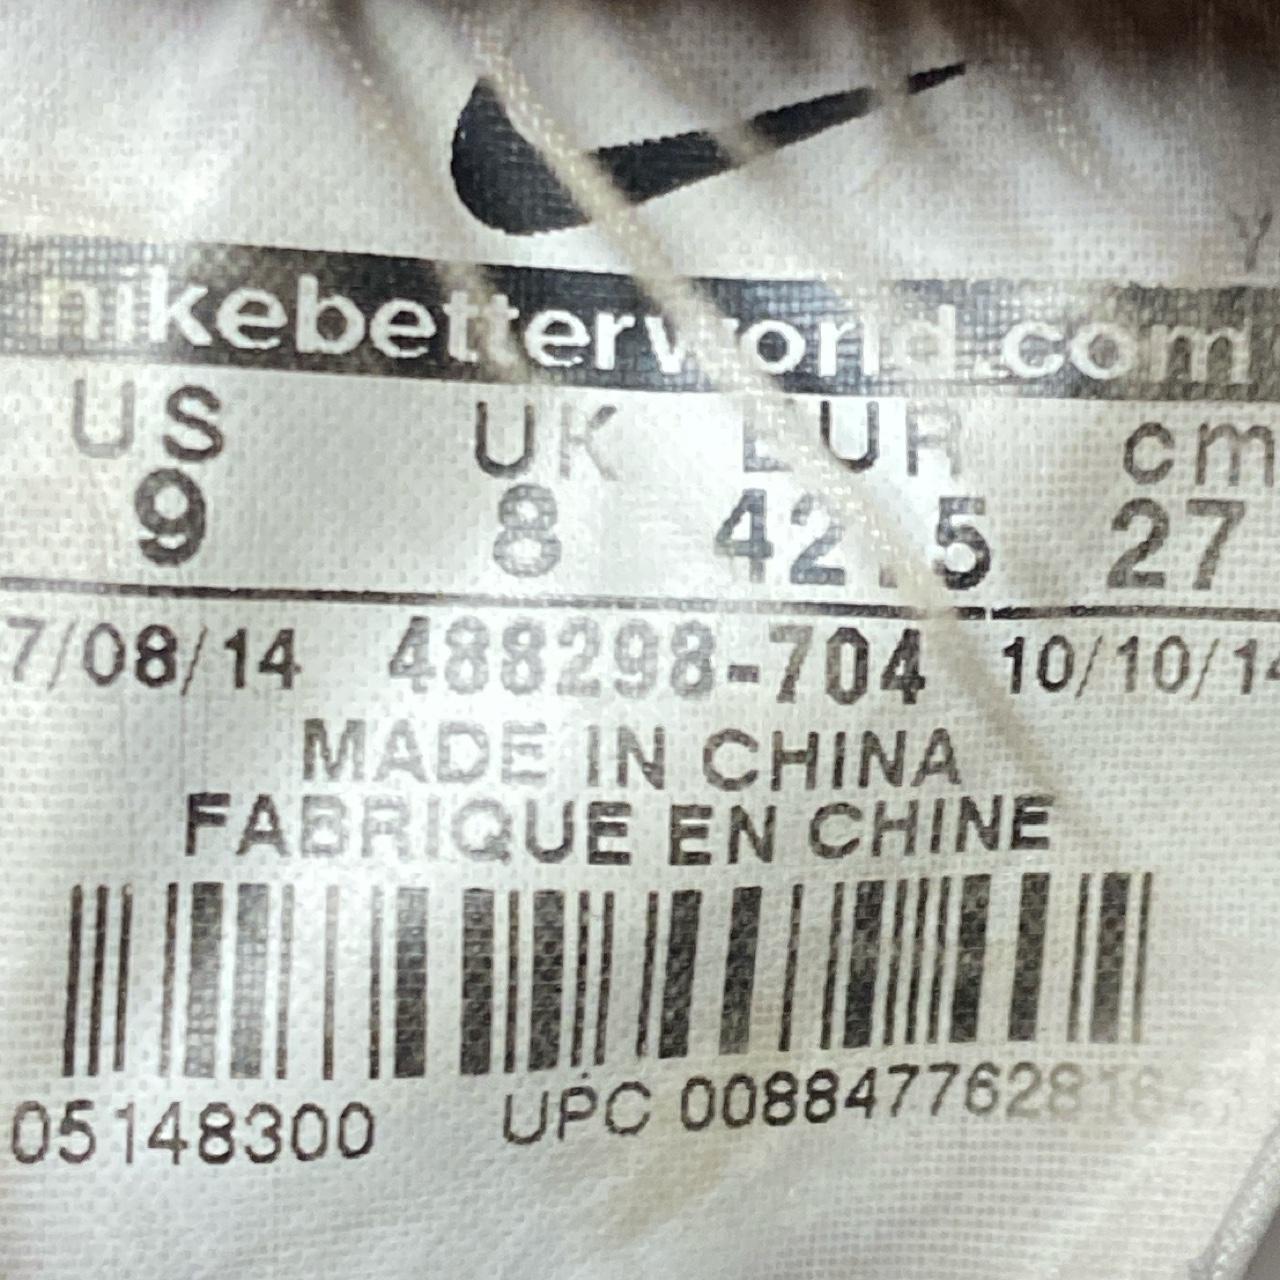 nikebetterworld.com
US UK EUR cm
9 8 42.5 27
7/08/14 488298-704 10/10/14
MADE IN CHINA
FABRIQUE EN CHINE
05148300 UPC 008847762816